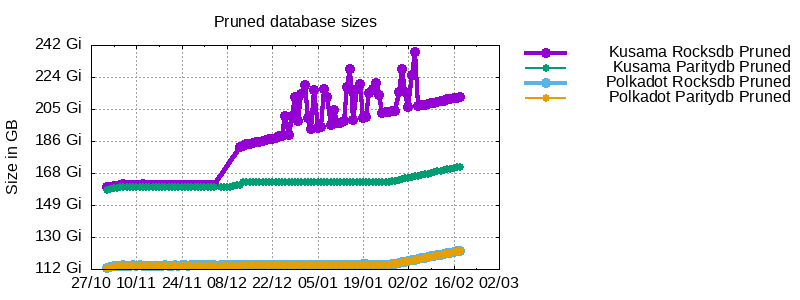 Pruned database sizes
Size in GB
242 Gi
224 Gi
205 Gi
186 Gi
168 Gi
149 Gi
130 Gi
112 Gi
27/10 10/11 24/11 08/12 22/12 05/01 19/01 02/02 16/02 02/03
Kusama Rocksdb Pruned
Kusama Paritydb Pruned
Polkadot Rocksdb Pruned
Polkadot Paritydb Pruned